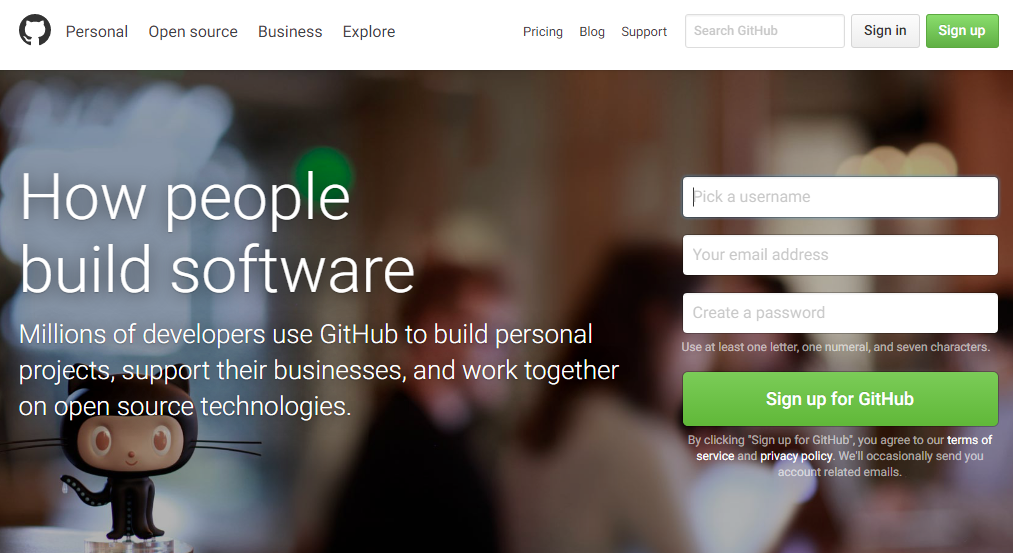 Personal Open source Business Explore Pricing Blog Support Search GitHub Sign in Sign up
How people
build software
Millions of developers use GitHub to build personal
projects, support their businesses, and work together
on open source technologies.
Pick a username
Your email address
Create a password
Use at least one letter, one numeral, and seven characters.
Sign up for GitHub
By clicking "Sign up for GitHub", you agree to our terms of
service and privacy policy. We'll occasionally send you
account related emails.